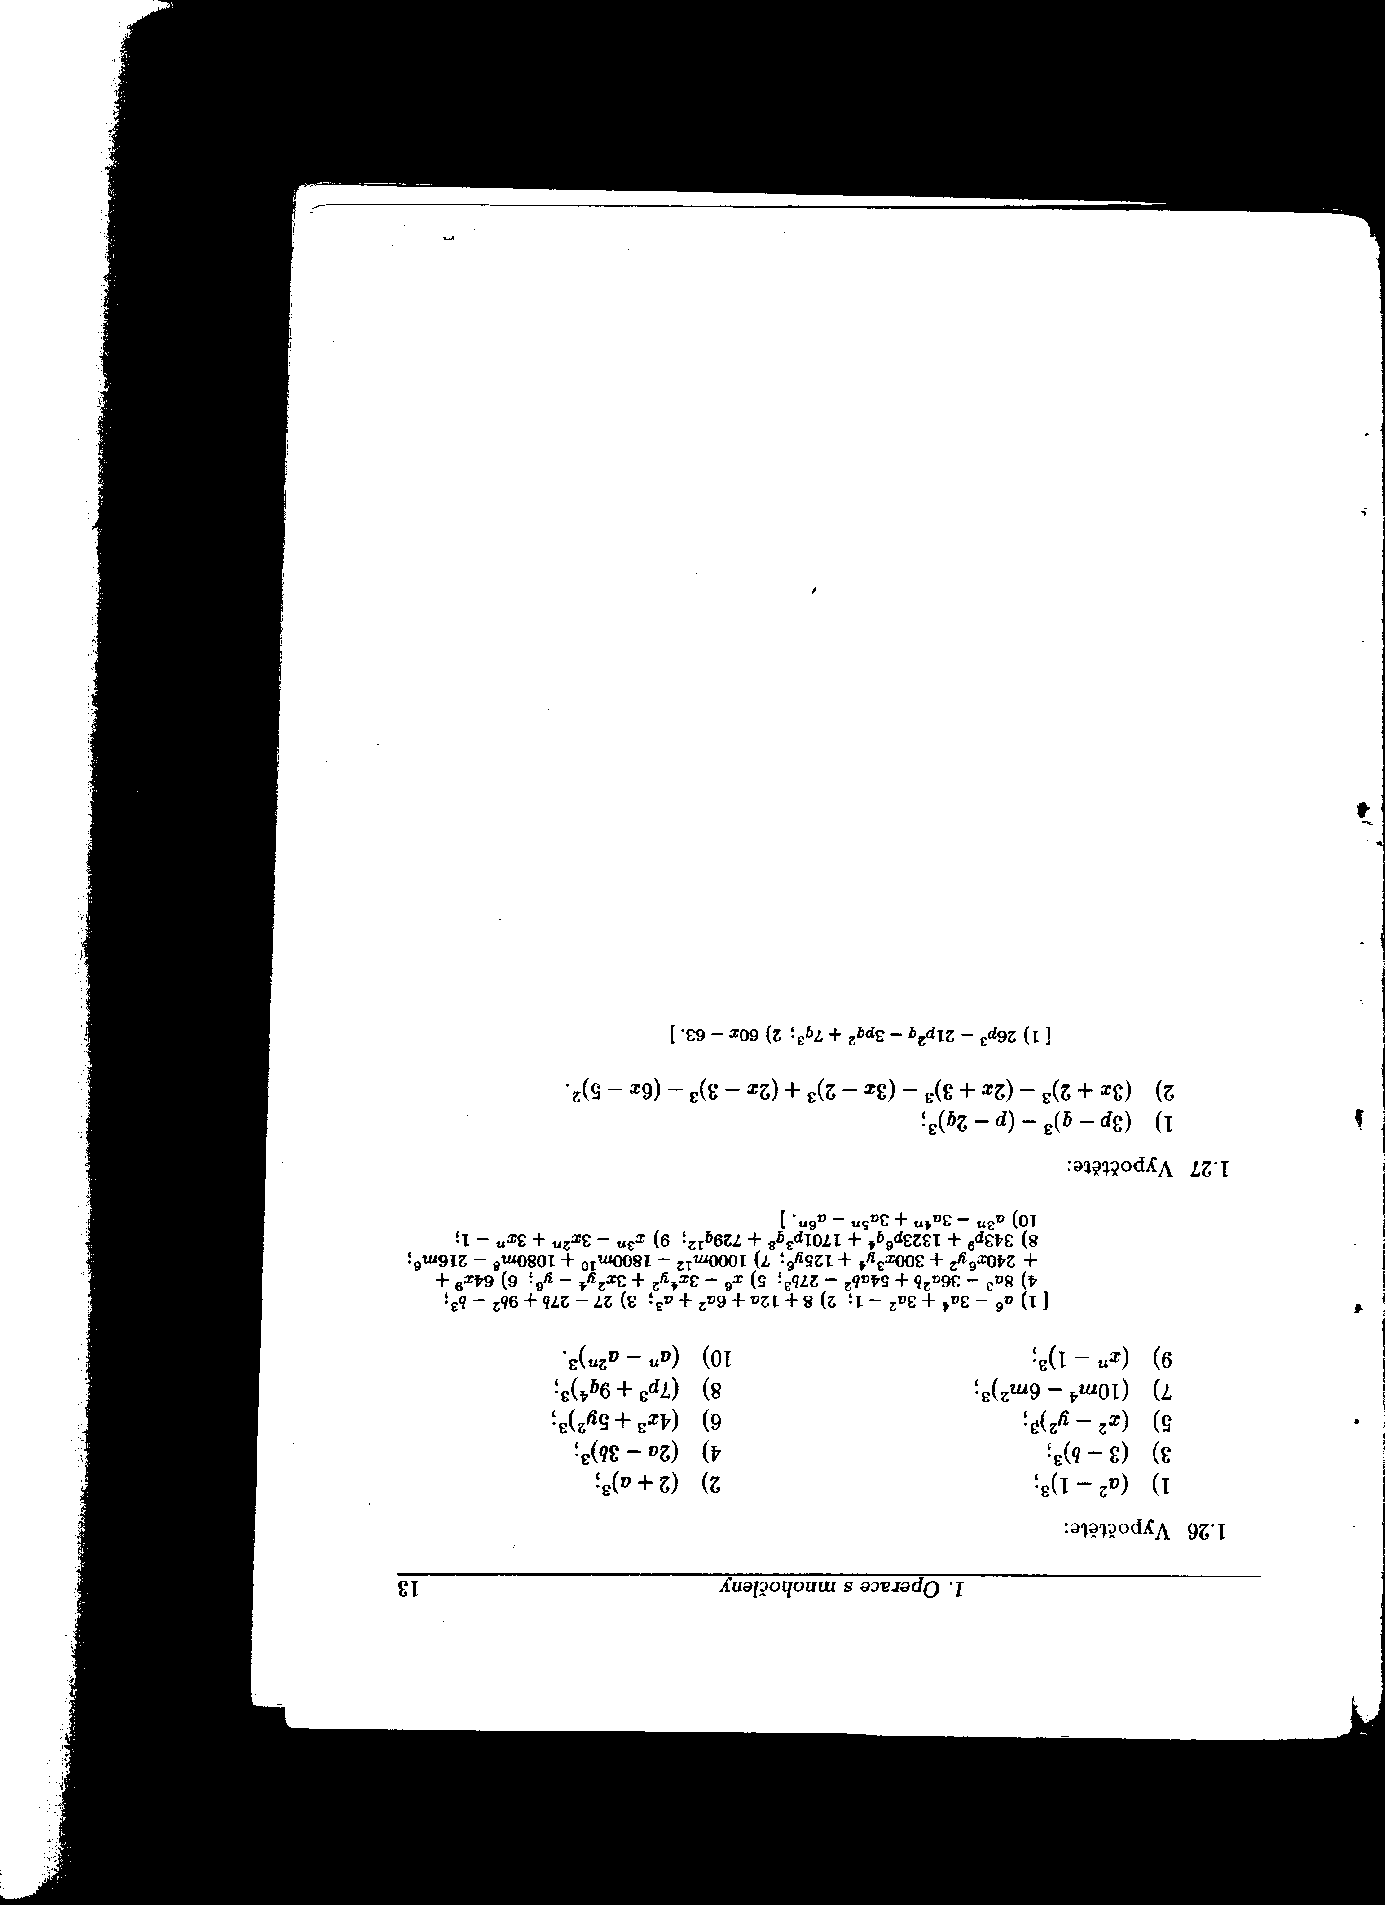 1. Operace s mnohočleny 13
1.26 Vypočtěte:
1) (a² − 1)³; 2) (2 + a)³;
3) (3 − b)³; 4) (2a − 3b)³;
5) (x² − y²)³; 6) (4x³ + 5y²)³;
7) (10m⁴ − 6m²)³; 8) (7p³ + 9q⁴)³;
9) (xⁿ − 1)³; 10) (aⁿ − a²ⁿ)³.
[ 1) a⁶ − 3a⁴ + 3a² − 1; 2) 8 + 12a + 6a² + a³; 3) 27 − 27b + 9b² − b³;
4) 8a³ − 36a²b + 54ab² − 27b³; 5) x⁶ − 3x⁴y² + 3x²y⁴ − y⁶; 6) 64x⁹ +
+ 240x⁶y² + 300x³y⁴ + 125y⁶; 7) 1000m¹² − 1800m¹⁰ + 1080m⁸ − 216m⁶;
8) 343p⁹ + 1323p⁶q⁴ + 1701p³q⁸ + 729q¹²; 9) x³ⁿ − 3x²ⁿ + 3xⁿ − 1;
10) a³ⁿ − 3a⁴ⁿ + 3a⁵ⁿ − a⁶ⁿ. ]
1.27 Vypočtěte:
1) (3p − q)³ − (p − 2q)³;
2) (3x + 2)³ − (2x + 3)³ − (3x − 2)³ + (2x − 3)³ − (6x − 5)².
[ 1) 26p³ − 21p²q − 3pq² + 7q³; 2) 60x − 63. ]